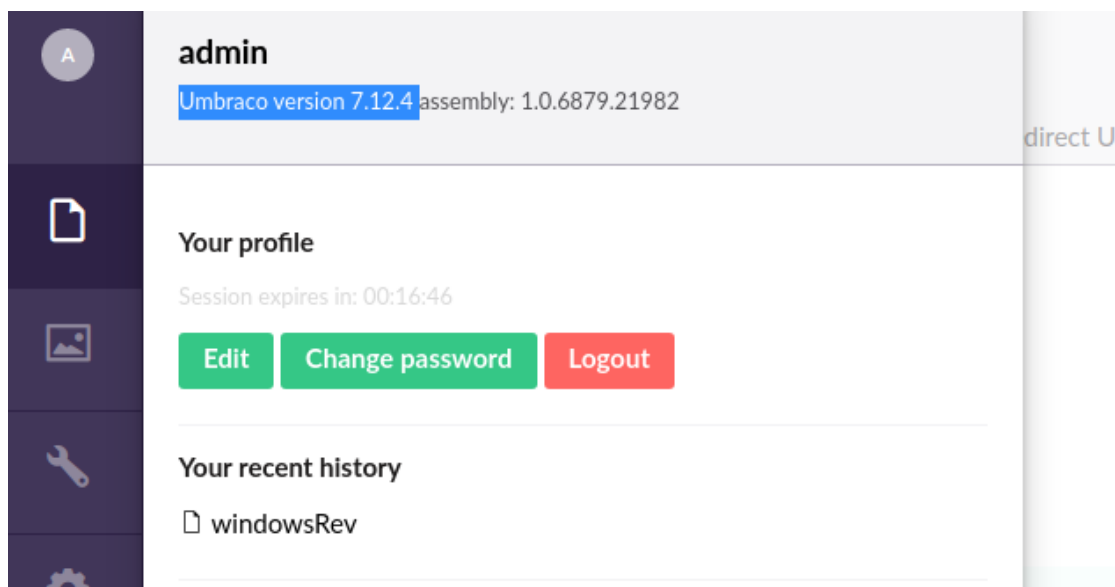 A
admin
Umbraco version 7.12.4 assembly: 1.0.6879.21982
direct U
Your profile
Session expires in: 00:16:46
Edit Change password Logout
Your recent history
windowsRev